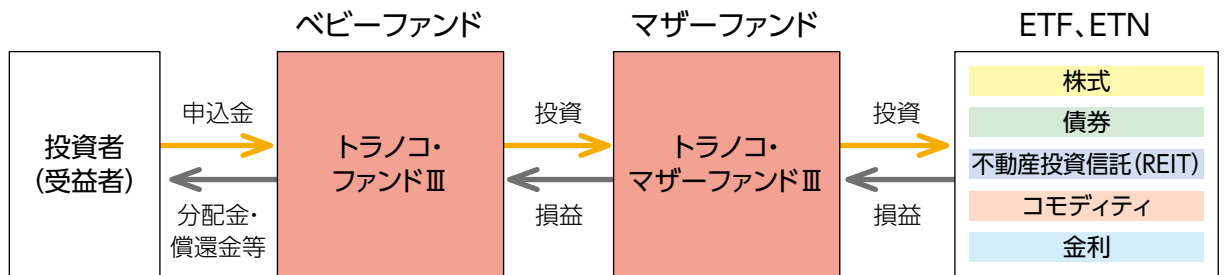 ベビーファンド
マザーファンド
ETF、ETN
投資者
(受益者)
申込金
分配金・
償還金等
トラノコ・
ファンドⅢ
投資
損益
トラノコ・
マザーファンドⅢ
投資
損益
株式
債券
不動産投資信託(REIT)
コモディティ
金利